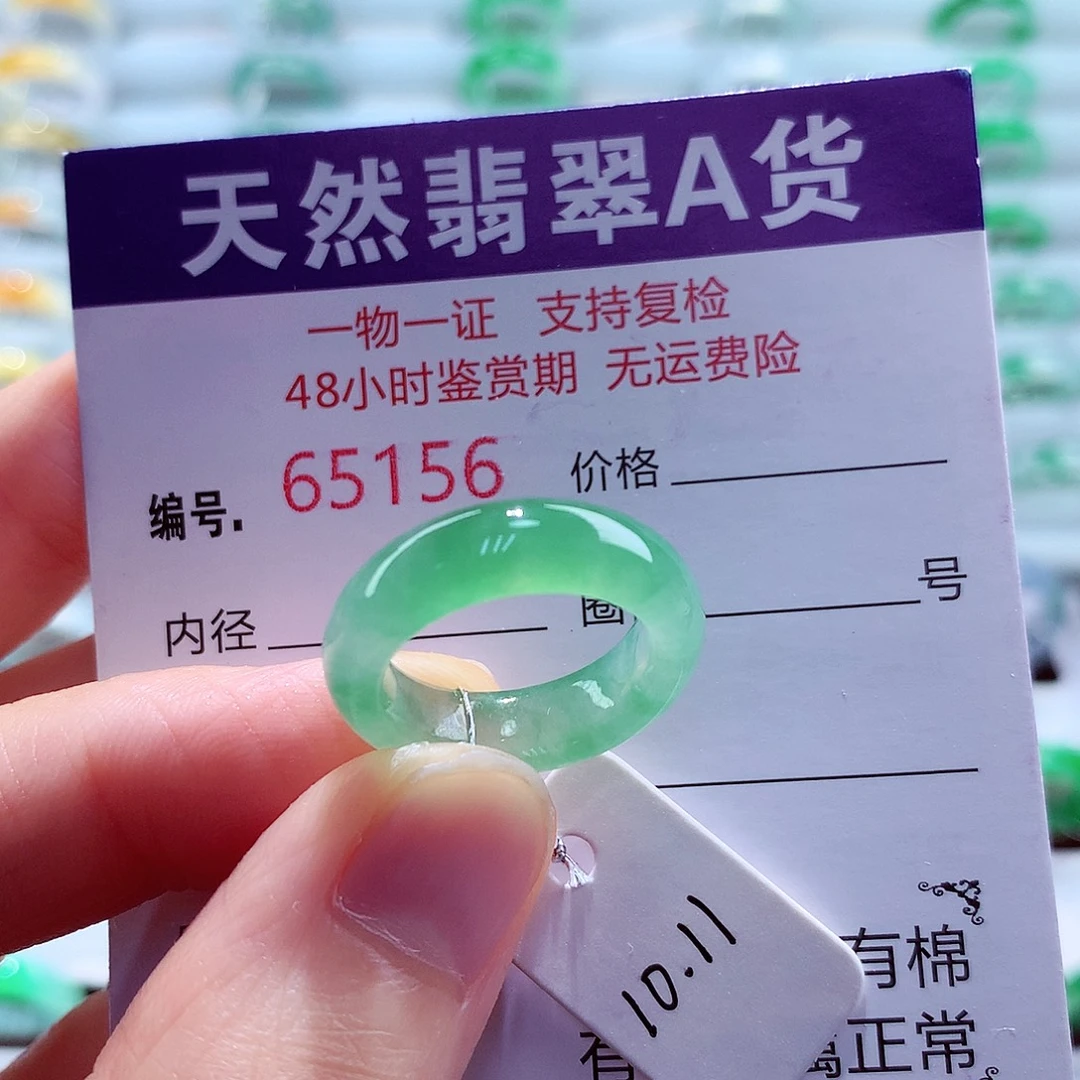 天然翡翠A货
一物一证 支持复检
48小时鉴赏期 无运费险
编号. 65156 价格
内径 圈 号
10.11
有棉
有 正常